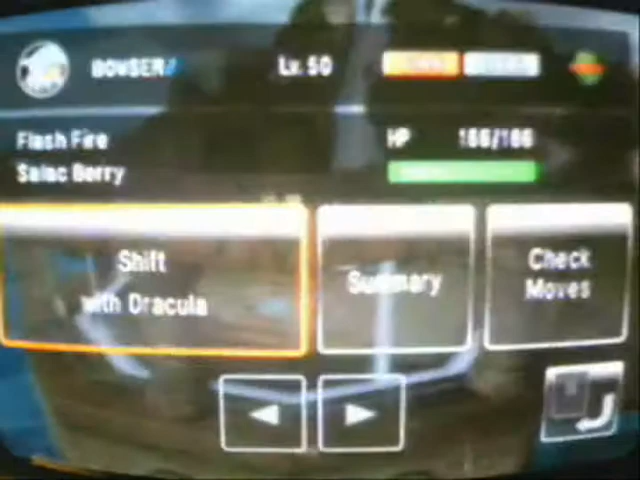 BOWSER♂ Lv. 50
Flash Fire HP 166/166
Salac Berry
Shift
with Dracula
Summary
Check
Moves